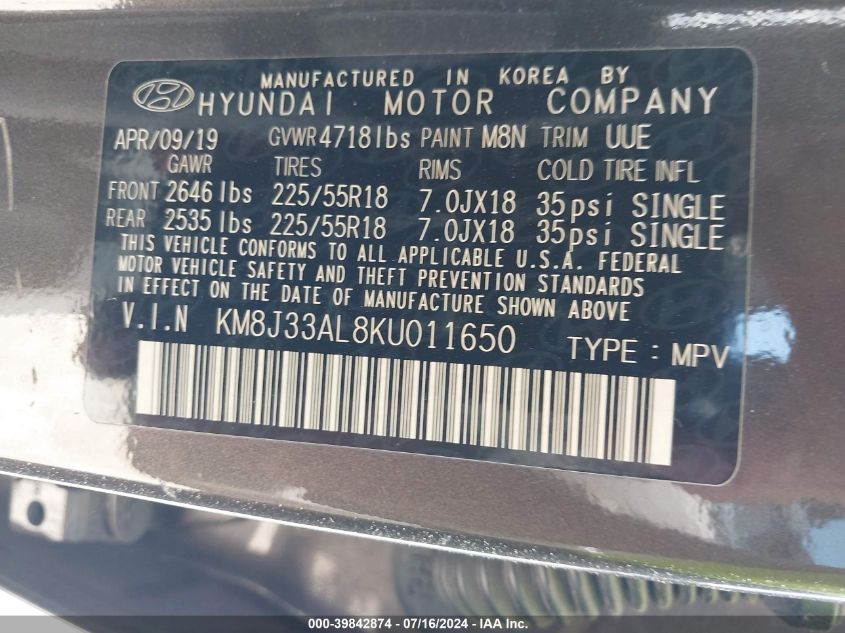 MANUFACTURED IN KOREA BY
HYUNDAI MOTOR COMPANY
APR/09/19 GVWR 4718lbs PAINT M8N TRIM UUE
GAWR TIRES RIMS COLD TIRE INFL
FRONT 2646 lbs 225/55R18 7.0JX18 35psi SINGLE
REAR 2535 lbs 225/55R18 7.0JX18 35psi SINGLE
THIS VEHICLE CONFORMS TO ALL APPLICABLE U.S.A. FEDERAL
MOTOR VEHICLE SAFETY AND THEFT PREVENTION STANDARDS
IN EFFECT ON THE DATE OF MANUFACTURE SHOWN ABOVE
V.I.N KM8J33AL8KU011650 TYPE : MPV
000-39842874 / 07/16/2024 / IAA, Inc.